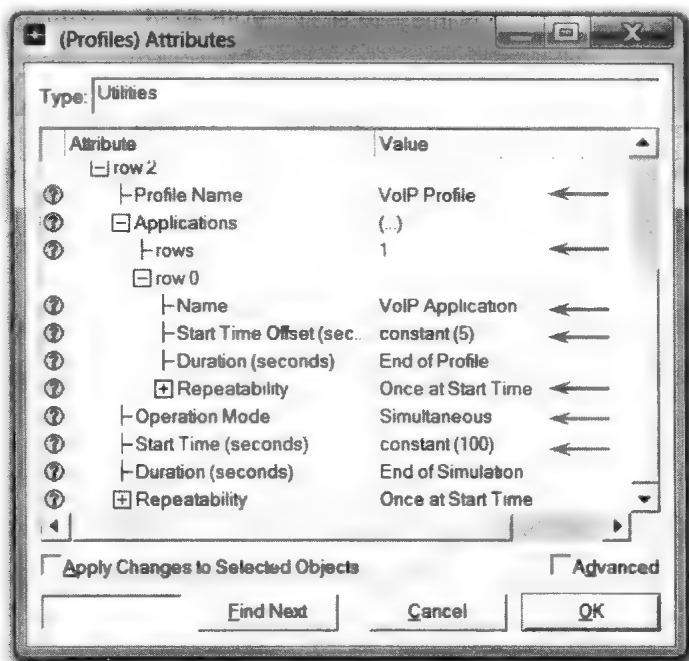 (Profiles) Attributes
Type: Utilities
Attribute Value
row 2
Profile Name VoIP Profile
Applications (...)
rows 1
row 0
Name VoIP Application
Start Time Offset (sec.. constant (5)
Duration (seconds) End of Profile
Repeatability Once at Start Time
Operation Mode Simultaneous
Start Time (seconds) constant (100)
Duration (seconds) End of Simulation
Repeatability Once at Start Time
Apply Changes to Selected Objects Advanced
Find Next Cancel OK